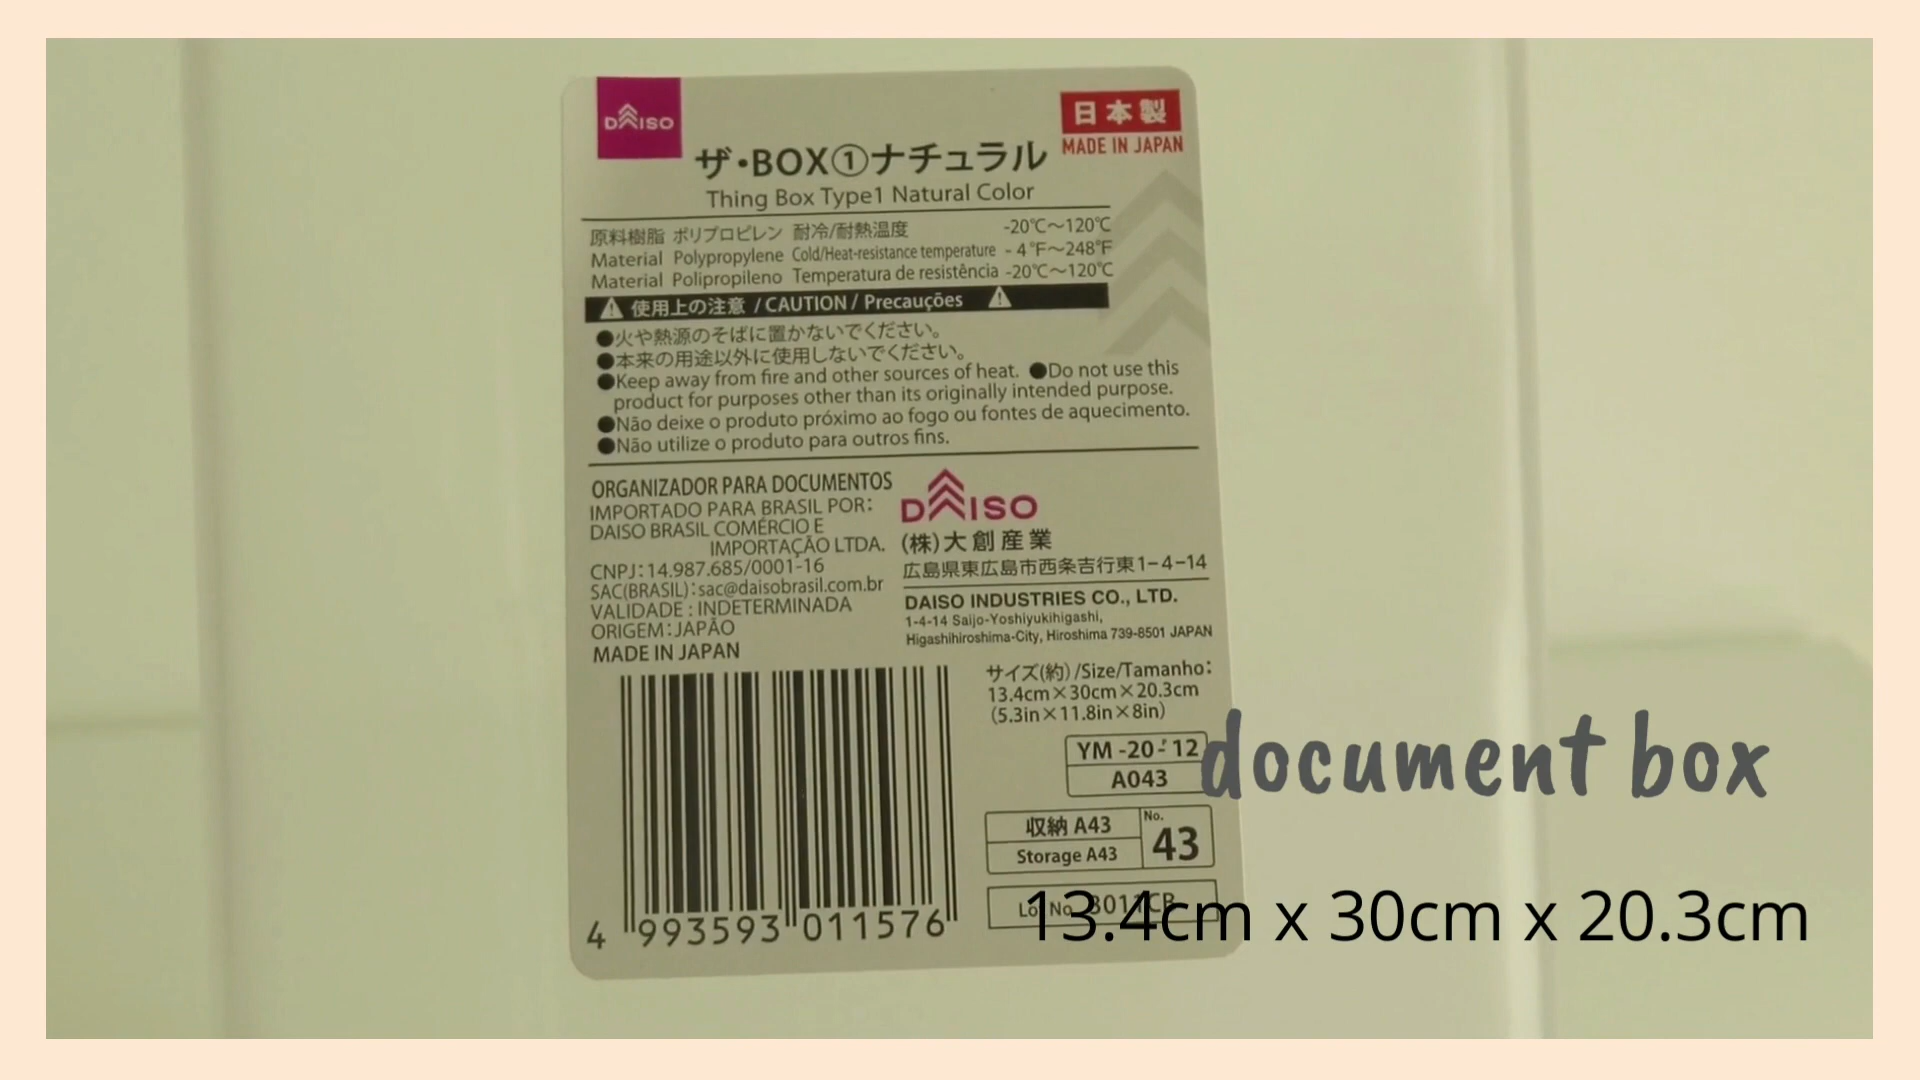 DAISO
日本製
MADE IN JAPAN
ザ・BOX①ナチュラル
Thing Box Type1 Natural Color
原料樹脂 ポリプロピレン 耐冷/耐熱温度 -20℃～120℃
Material Polypropylene Cold/Heat-resistance temperature - 4℉～248℉
Material Polipropileno Temperatura de resistência -20℃～120℃
使用上の注意 / CAUTION / Precauções
●火や熱源のそばに置かないでください。
●本来の用途以外に使用しないでください。
●Keep away from fire and other sources of heat. ●Do not use this
product for purposes other than its originally intended purpose.
●Não deixe o produto próximo ao fogo ou fontes de aquecimento.
●Não utilize o produto para outros fins.
ORGANIZADOR PARA DOCUMENTOS
IMPORTADO PARA BRASIL POR:
DAISO BRASIL COMÉRCIO E
IMPORTAÇÃO LTDA.
CNPJ:14.987.685/0001-16
SAC(BRASIL):sac@daisobrasil.com.br
VALIDADE : INDETERMINADA
ORIGEM:JAPÃO
MADE IN JAPAN
DAISO
(株)大創産業
広島県東広島市西条吉行東1-4-14
DAISO INDUSTRIES CO., LTD.
1-4-14 Saijo-Yoshiyukihigashi,
Higashihiroshima-City, Hiroshima 739-8501 JAPAN
サイズ(約)/Size/Tamanho:
13.4cm×30cm×20.3cm
(5.3in×11.8in×8in)
YM -20-'12
A043
収納 A43
Storage A43
No.
43
Lot No.
4 993593 011576
document box
13.4cm x 30cm x 20.3cm